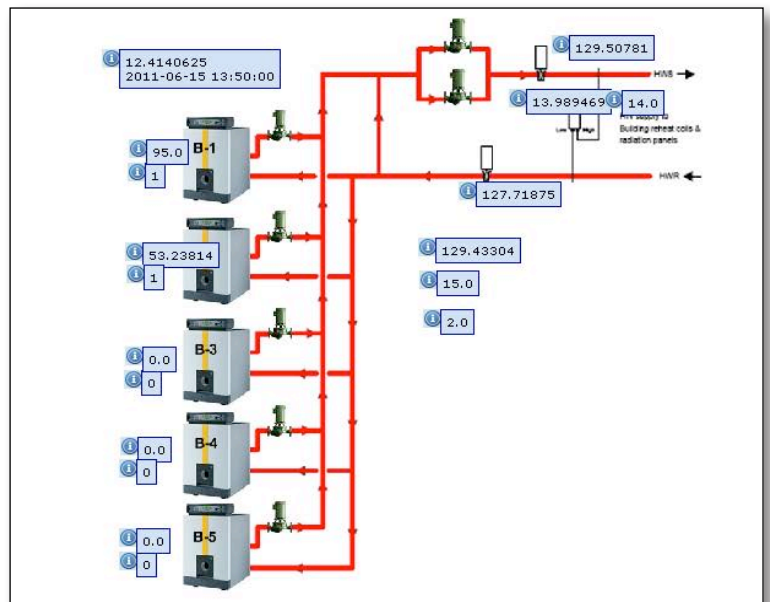 12.4140625
2011-06-15 13:50:00
129.50781
HWS
13.989469
14.0
Low
High
Building reheat coils &
radiation panels
B-1
95.0
1
HWR
127.71875
53.23814
1
129.43304
15.0
2.0
B-3
0.0
0
B-4
0.0
0
B-5
0.0
0